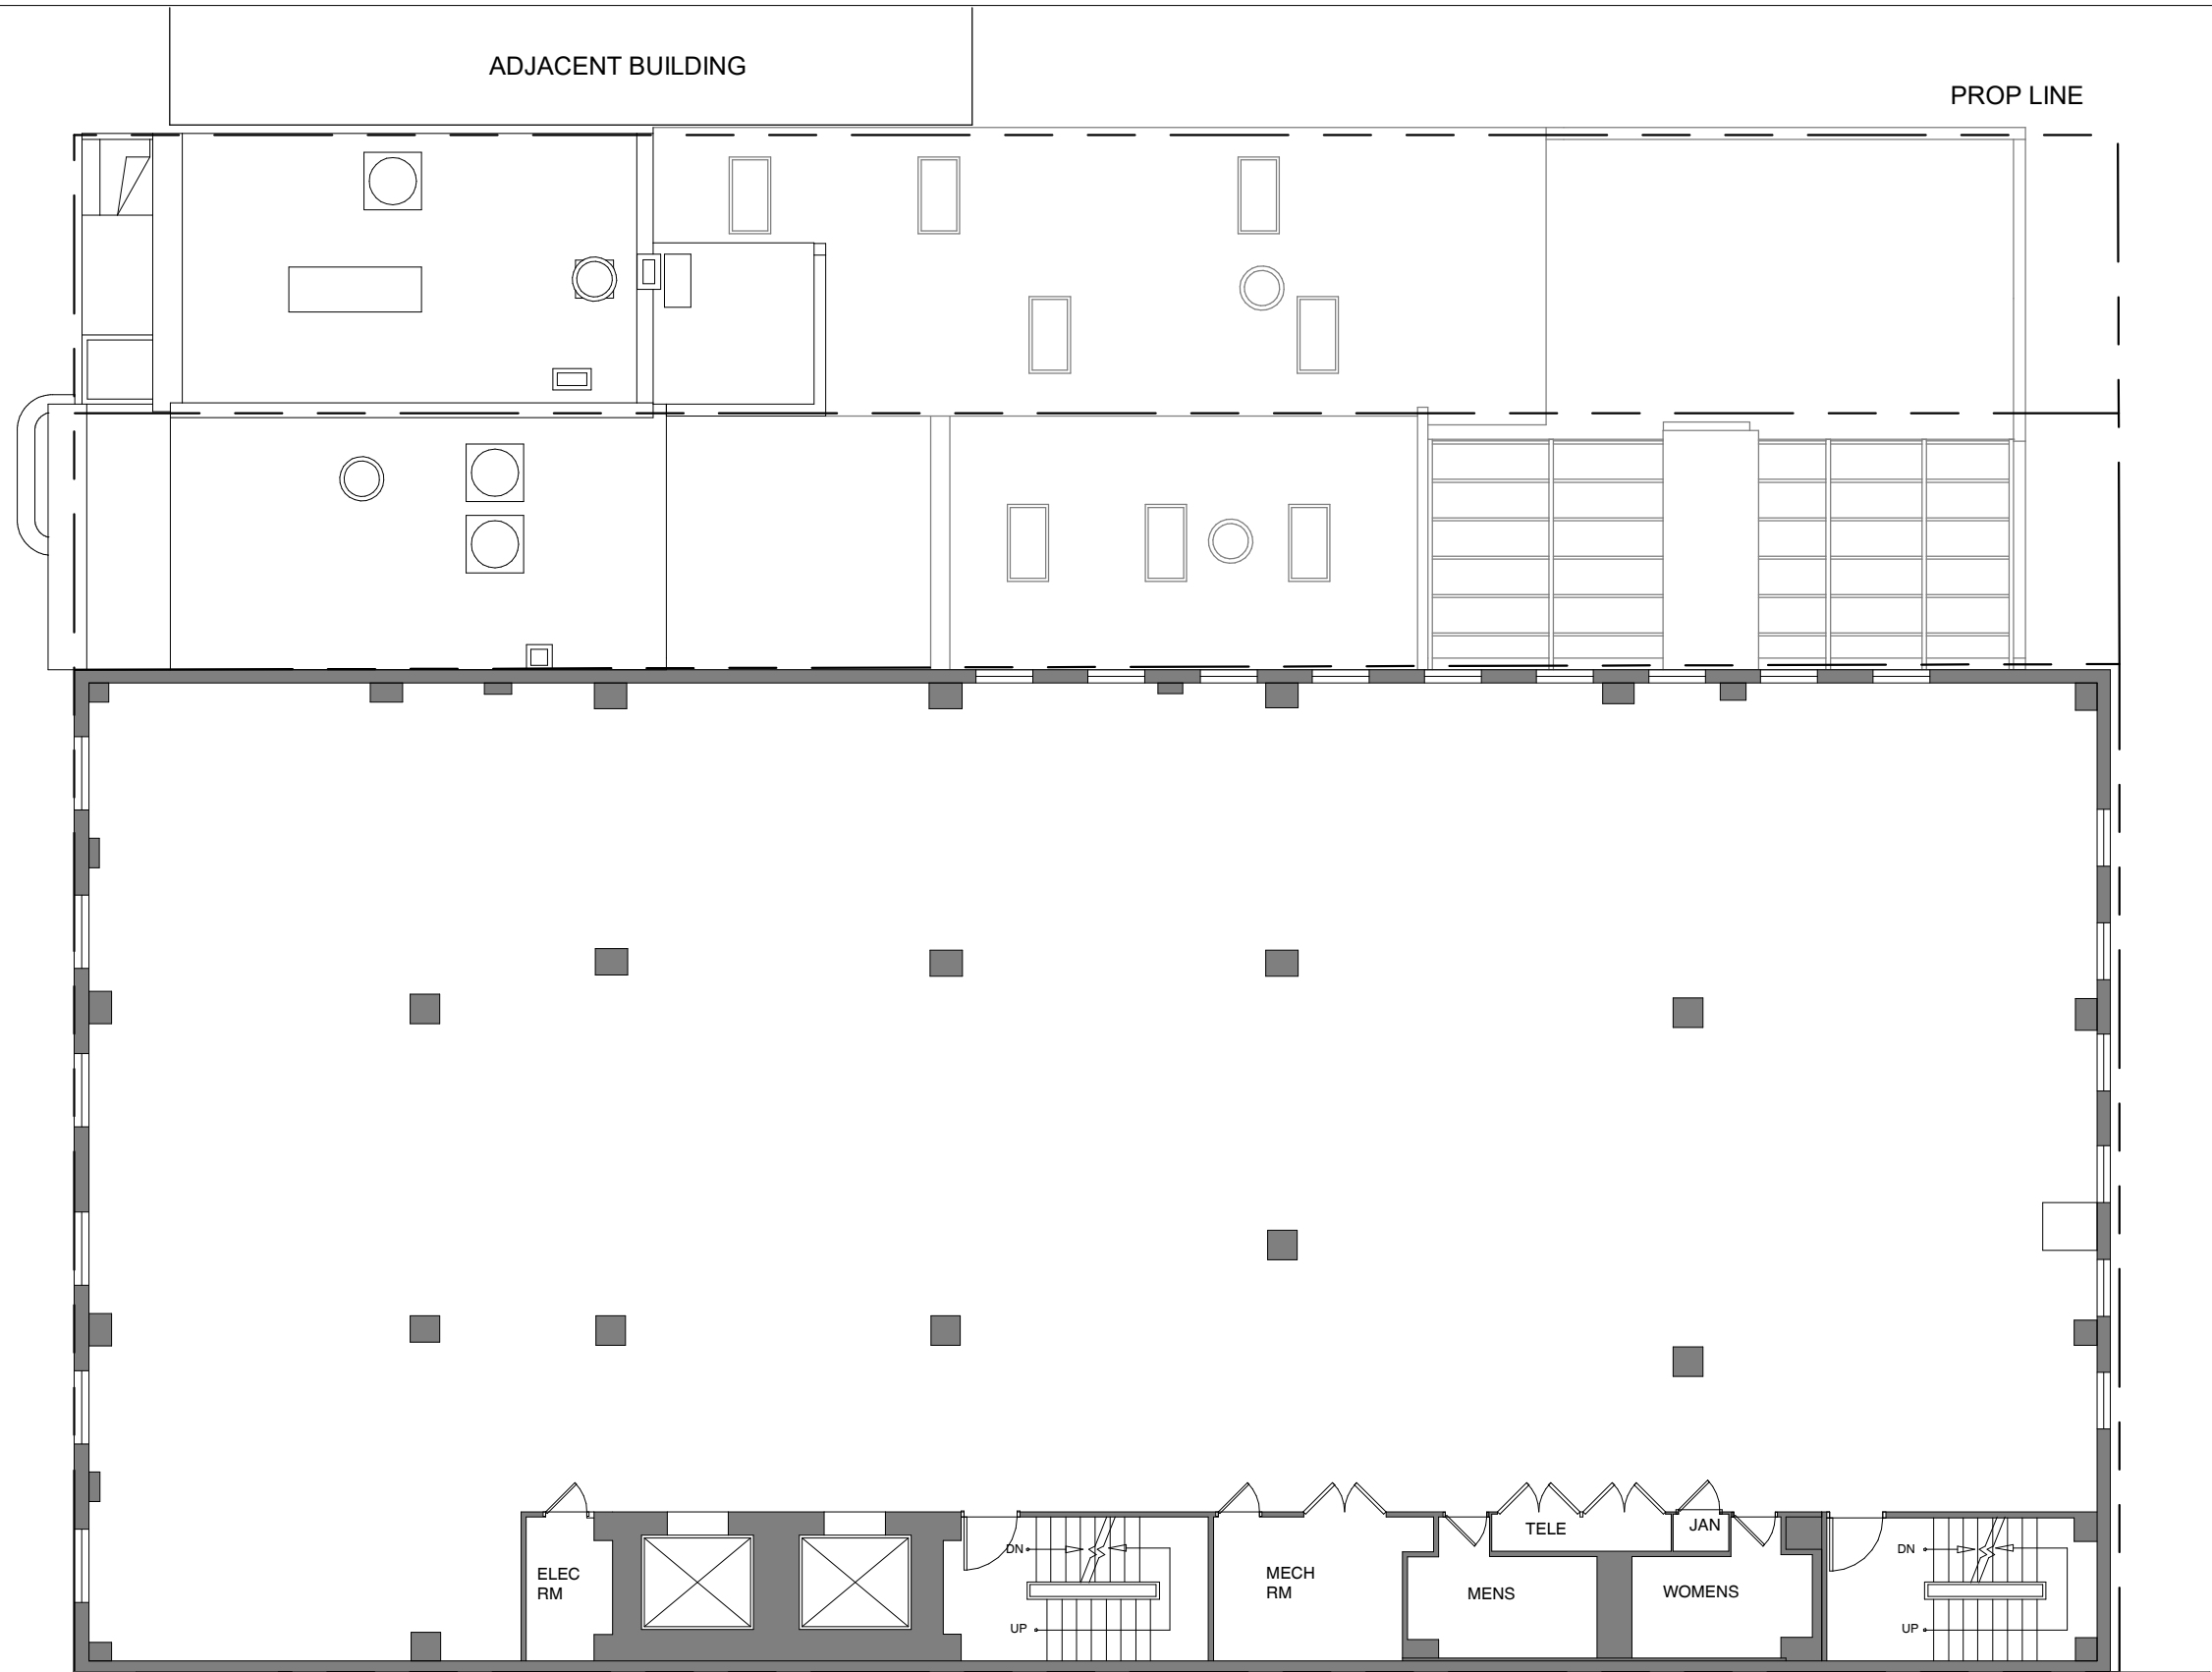 ADJACENT BUILDING
PROP LINE
TELE
JAN
DN
DN
ELEC
RM
MECH
RM
MENS
WOMENS
UP
UP